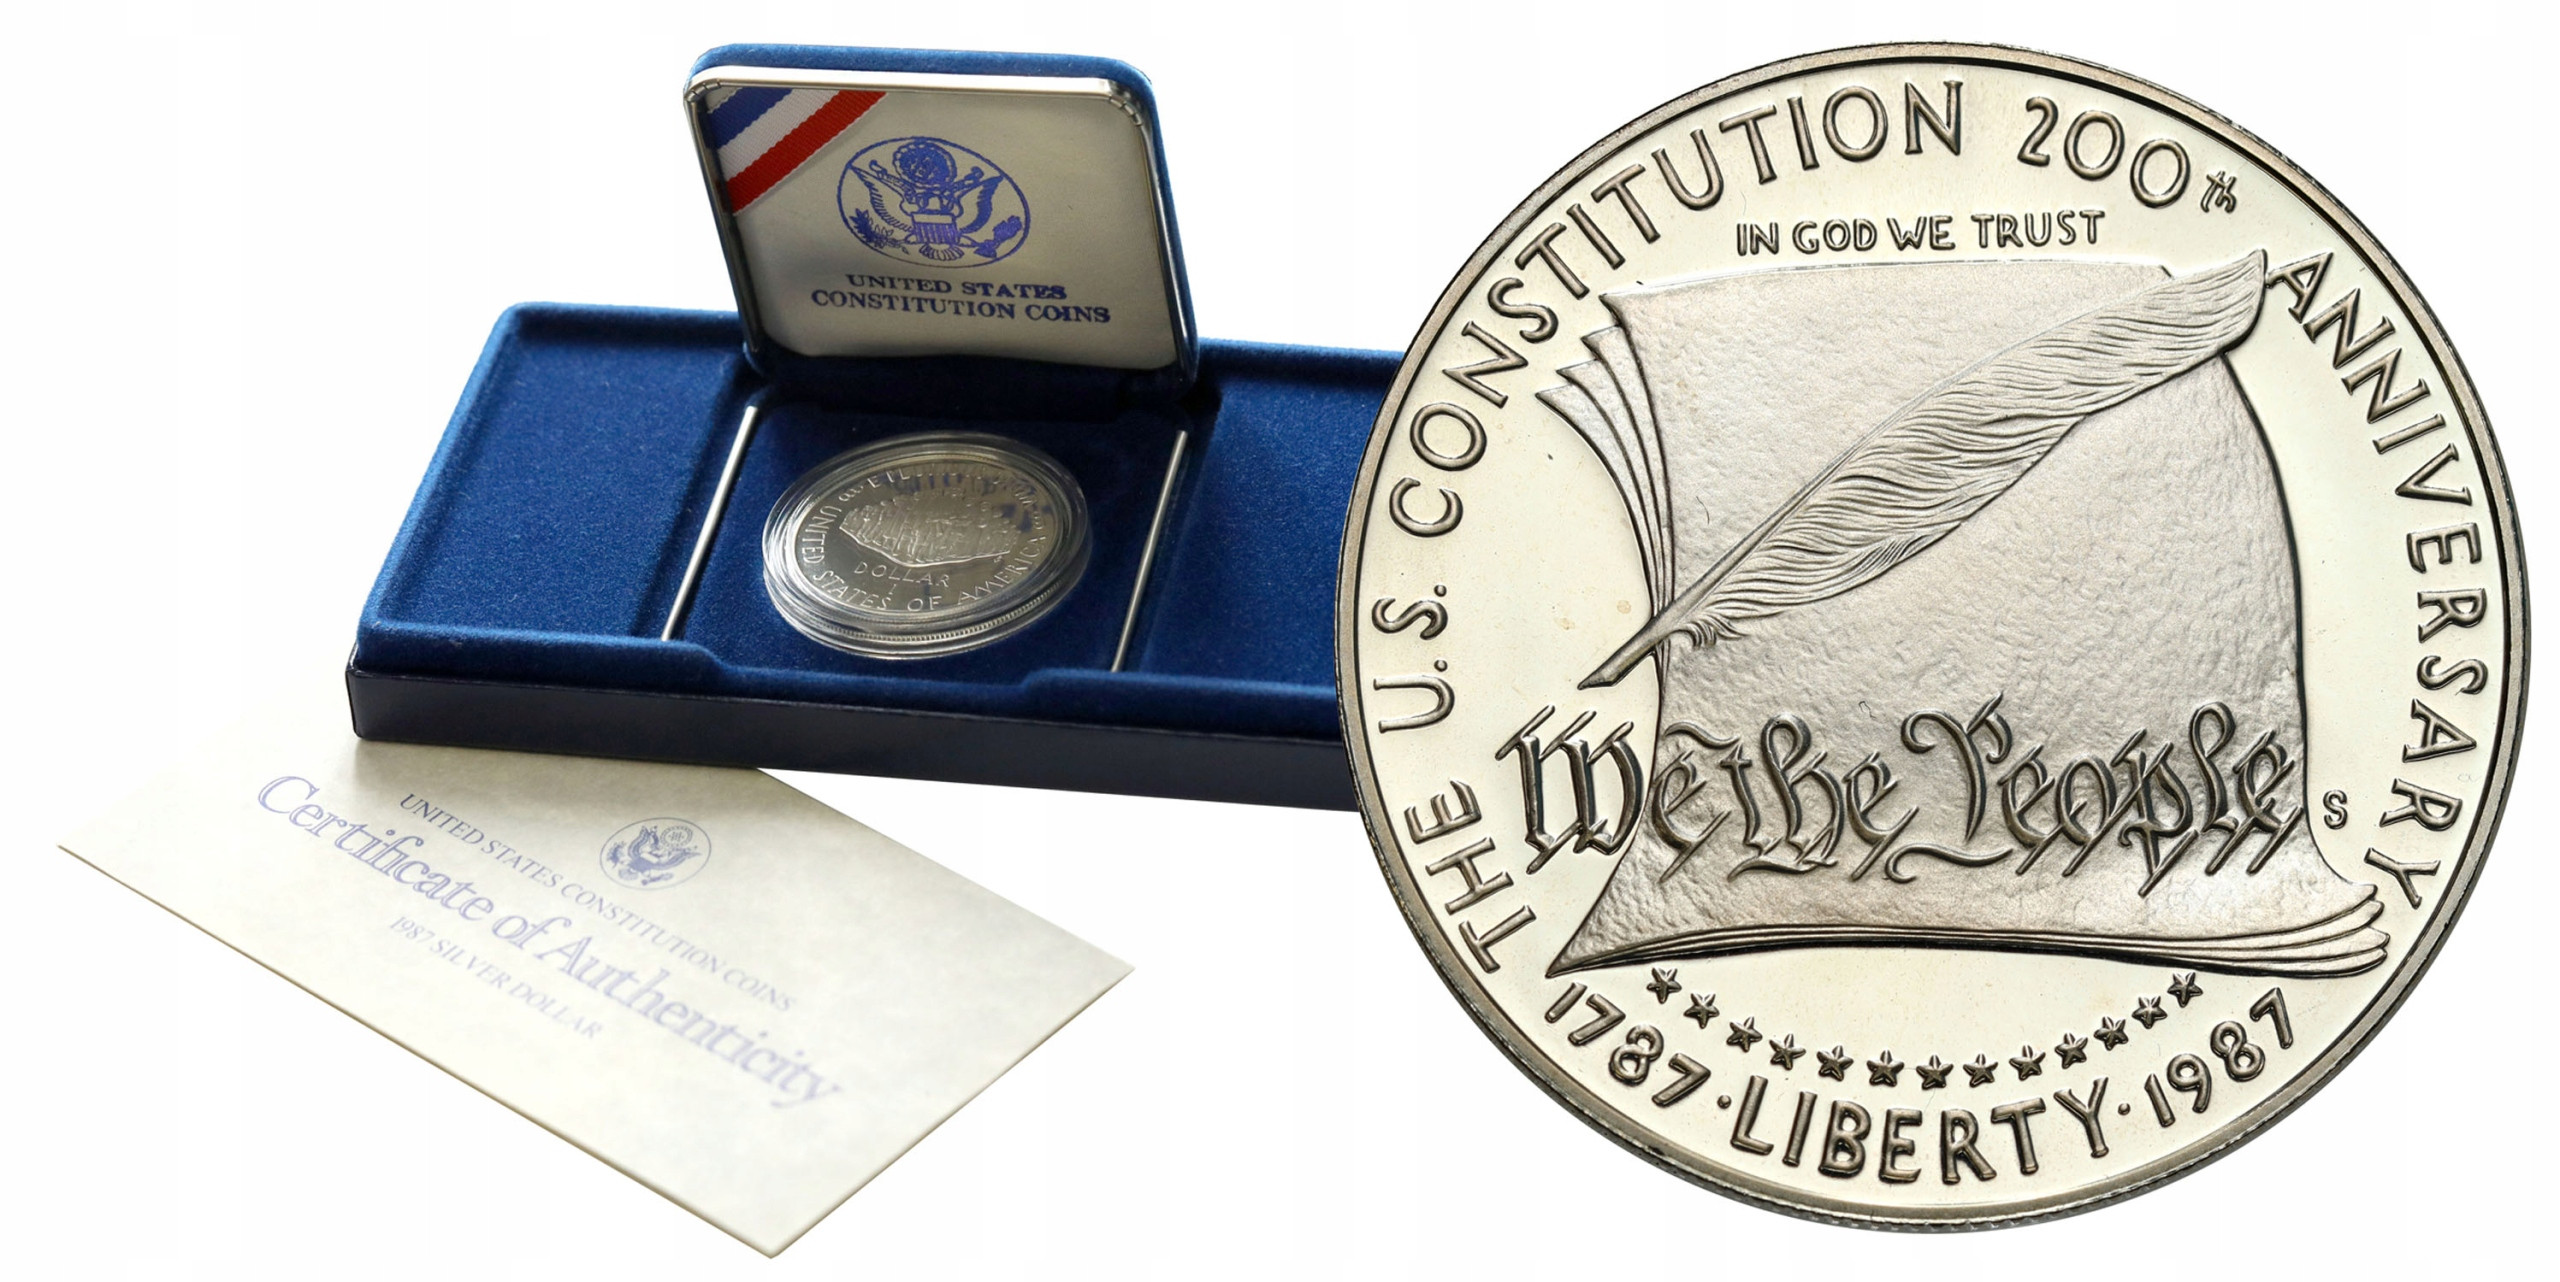 UNITED STATES
CONSTITUTION COINS
DOLLAR 1
UNITED STATES OF AMERICA
UNITED STATES CONSTITUTION COINS
Certificate of Authenticity
1987 SILVER DOLLAR
THE U.S. CONSTITUTION 200th ANNIVERSARY
IN GOD WE TRUST
We the People
S
1787 · LIBERTY · 1987